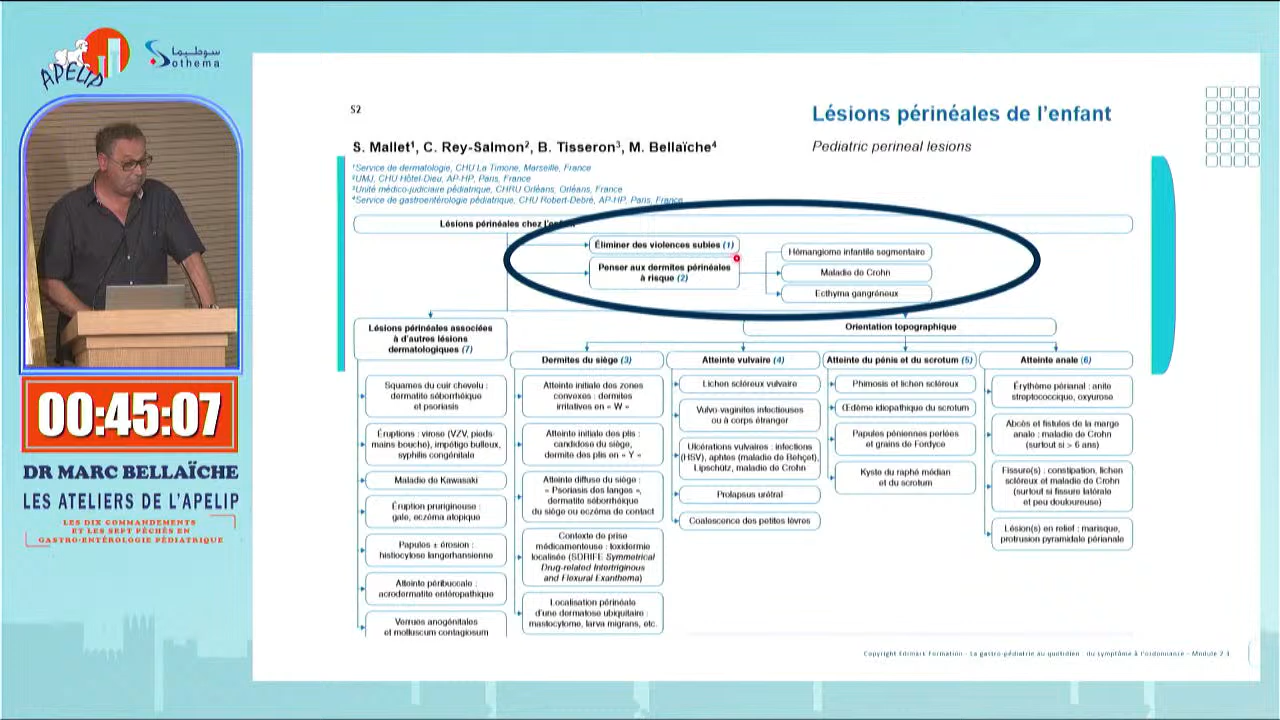 APELIP
سوطيما
Sothema
00:45:07
DR MARC BELLAÏCHE
LES ATELIERS DE L'APELIP
LES DIX COMMANDEMENTS
ET LES SEPT PÉCHÉS EN
GASTRO-ENTÉROLOGIE PÉDIATRIQUE
S2
Lésions périnéales de l'enfant
S. Mallet¹, C. Rey-Salmon², B. Tisseron³, M. Bellaïche⁴
Pediatric perineal lesions
¹Service de dermatologie, CHU La Timone, Marseille, France
²UMJ, CHU Hôtel-Dieu, AP-HP, Paris, France
³Unité médico-judiciaire pédiatrique, CHRU Orléans, Orléans, France
⁴Service de gastroentérologie pédiatrique, CHU Robert-Debré, AP-HP, Paris, France
Lésions périnéales chez l'enfant
Éliminer des violences subies (1)
Penser aux dermites périnéales
à risque (2)
Hémangiome infantile segmentaire
Maladie de Crohn
Ecthyma gangréneux
Lésions périnéales associées
à d'autres lésions
dermatologiques (7)
Squames du cuir chevelu :
dermatite séborrhéique
et psoriasis
Éruptions : virose (VZV, pieds-
mains bouche), impétigo bulleux,
syphilis congénitale
Maladie de Kawasaki
Éruption prurigineuse :
gale, eczéma atopique
Papules ± érosion :
histiocytose langerhansienne
Atteinte péribuccale :
acrodermatite entéropathique
Verrues anogénitales
et molluscum contagiosum
Orientation topographique
Dermites du siège (3)
Atteinte initiale des zones
convexes : dermites
irritatives en « W »
Atteinte initiale des plis :
candidose du siège,
dermite des plis en « Y »
Atteinte diffuse du siège :
« Psoriasis des langes »,
dermatite séborrhéique
du siège ou eczéma de contact
Contexte de prise
médicamenteuse : toxidermie
localisée (SDRIFE Symmetrical
Drug-related Intertriginous
and Flexural Exanthema)
Localisation périnéale
d'une dermatose ubiquitaire :
mastocytome, larva migrans, etc.
Atteinte vulvaire (4)
Lichen scléreux vulvaire
Vulvo vaginites infectieuses
ou à corps étranger
Ulcérations vulvaires : infections
(HSV), aphtes (maladie de Behçet),
Lipschütz, maladie de Crohn
Prolapsus urétral
Coalescence des petites lèvres
Atteinte du pénis et du scrotum (5)
Phimosis et lichen scléreux
Œdème idiopathique du scrotum
Papules péniennes perlées
et grains de Fordyce
Kyste du raphé médian
et du scrotum
Atteinte anale (6)
Érythème périanal : anite
streptococcique, oxyurose
Abcès et fistules de la marge
anale : maladie de Crohn
(surtout si > 6 ans)
Fissure(s) : constipation, lichen
scléreux et maladie de Crohn
(surtout si fissure latérale
et peu douloureuse)
Lésion(s) en relief : marisque,
protrusion pyramidale périanale
Copyright Edimark Formation - La gastro-pédiatrie au quotidien : du symptôme à l'ordonnance - Module 2.1